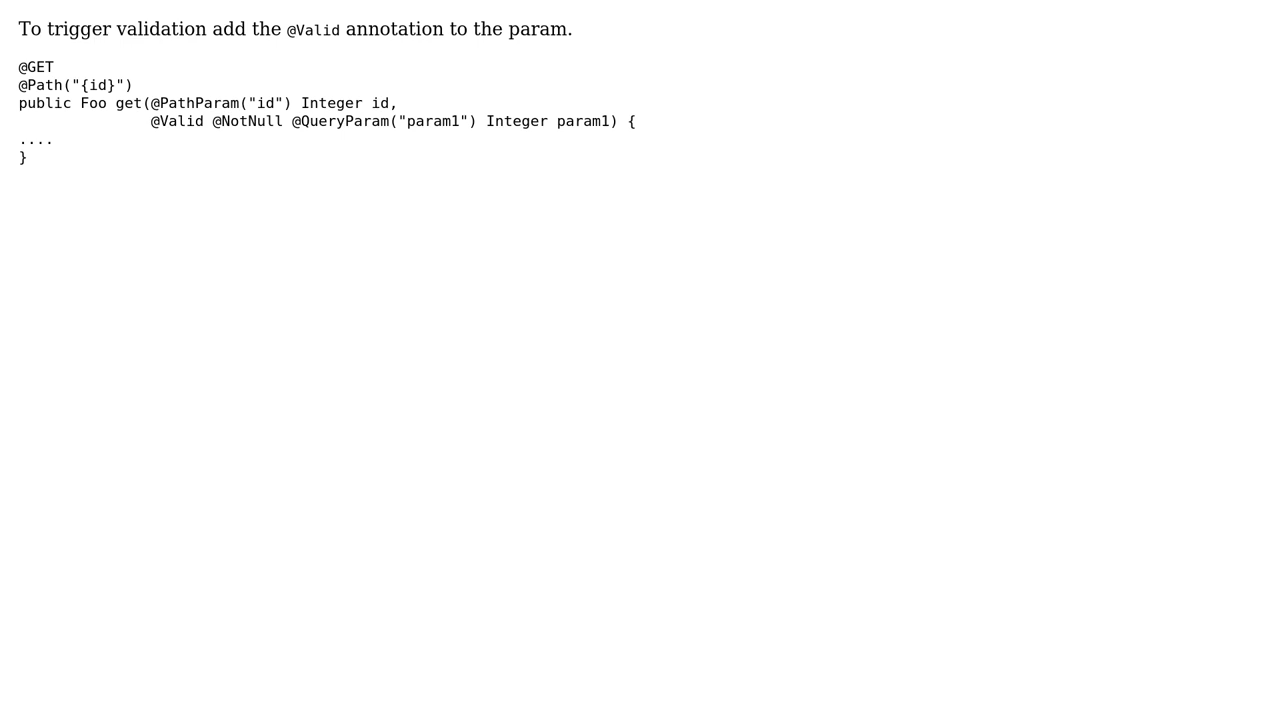 To trigger validation add the @Valid annotation to the param.
@GET
@Path("{id}")
public Foo get(@PathParam("id") Integer id,
               @Valid @NotNull @QueryParam("param1") Integer param1) {
....
}